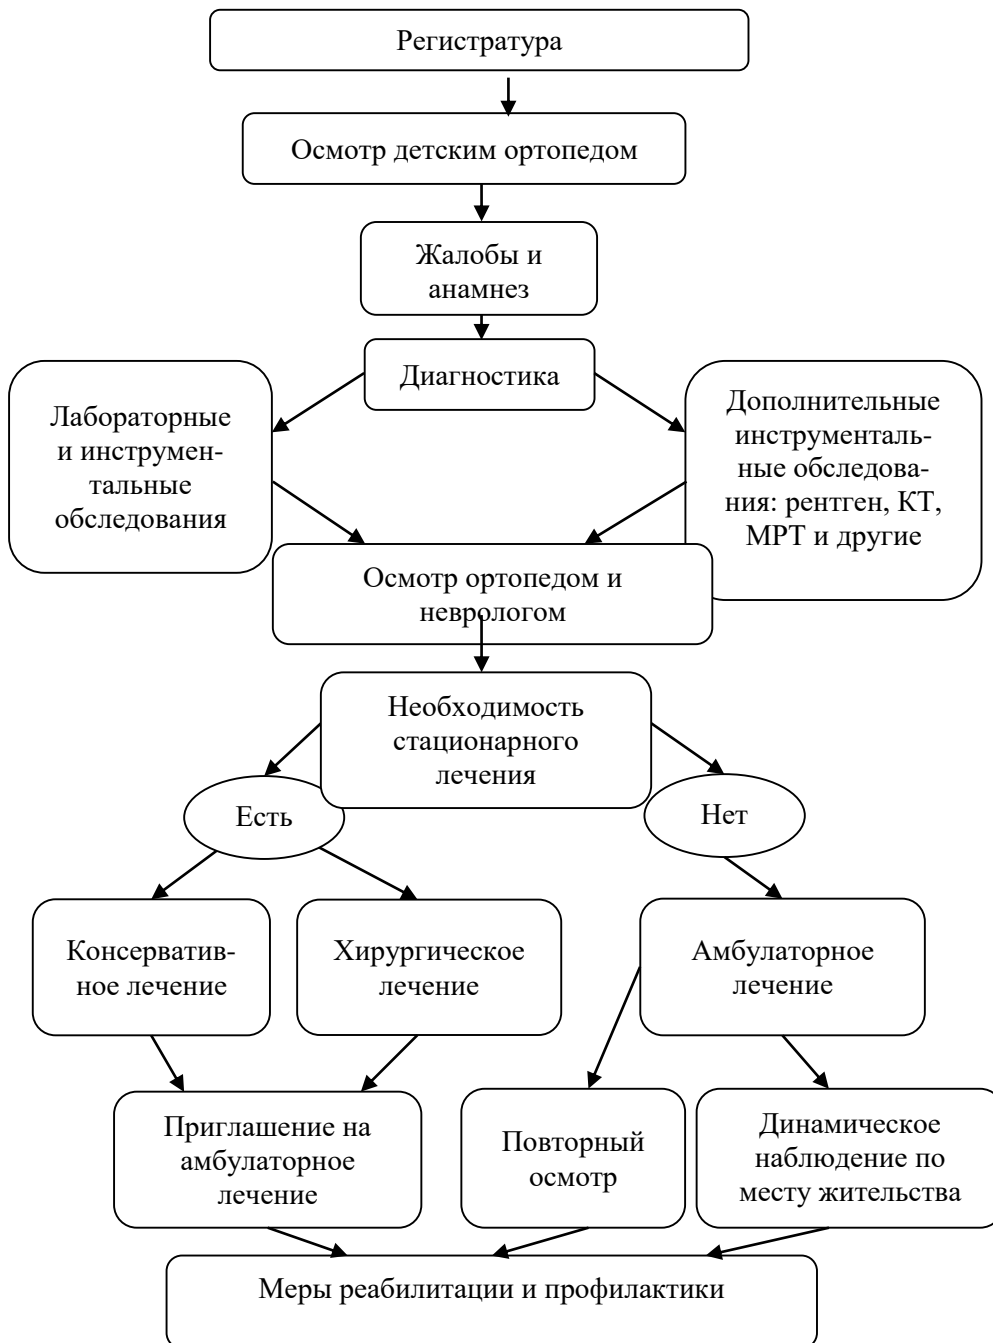 Регистратура
Осмотр детским ортопедом
Жалобы и
анамнез
Диагностика
Лабораторные
и инструмен-
тальные
обследования
Дополнительные
инструменталь-
ные обследова-
ния: рентген, КТ,
МРТ и другие
Осмотр ортопедом и
неврологом
Необходимость
стационарного
лечения
Есть
Нет
Консерватив-
ное лечение
Хирургическое
лечение
Амбулаторное
лечение
Приглашение на
амбулаторное
лечение
Повторный
осмотр
Динамическое
наблюдение по
месту жительства
Меры реабилитации и профилактики